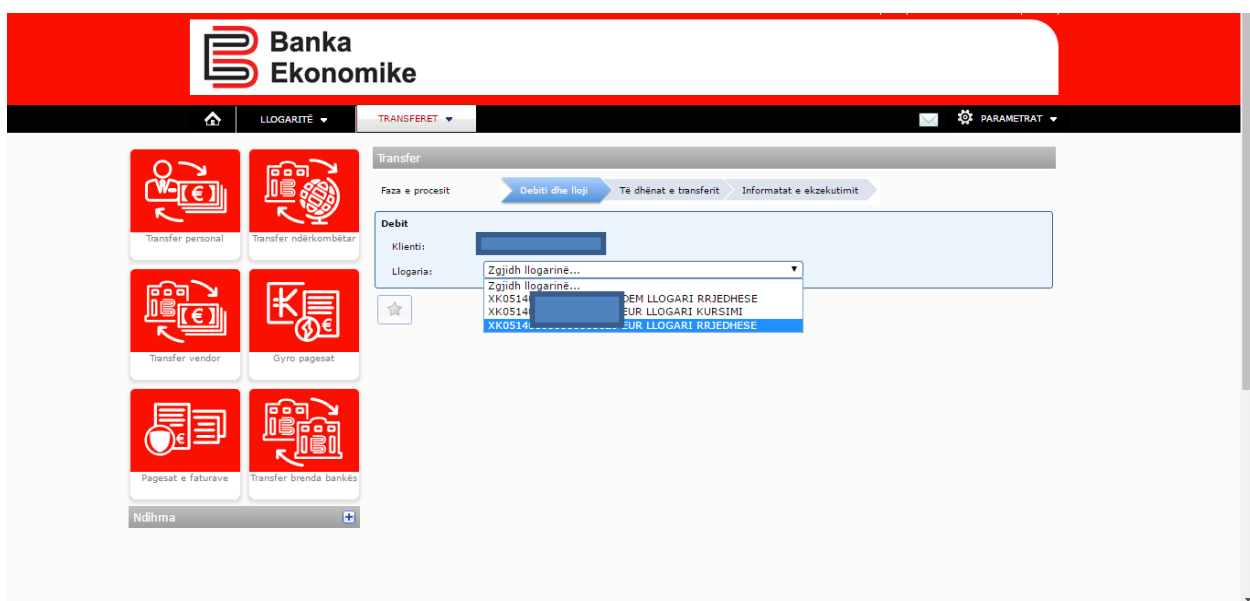 Banka
Ekonomike
LLOGARITË
TRANSFERET
PARAMETRAT
Transfer
Faza e procesit
Debiti dhe lloji
Të dhënat e transferit
Informatat e ekzekutimit
Debit
Klienti:
Llogaria:
Zgjidh llogarinë...
Zgjidh llogarinë...
XK0514 DEM LLOGARI RRJEDHESE
XK0514 EUR LLOGARI KURSIMI
XK0514 EUR LLOGARI RRJEDHESE
Transfer personal
Transfer ndërkombëtar
Transfer vendor
Gyro pagesat
Pagesat e faturave
Transfer brenda bankës
Ndihma